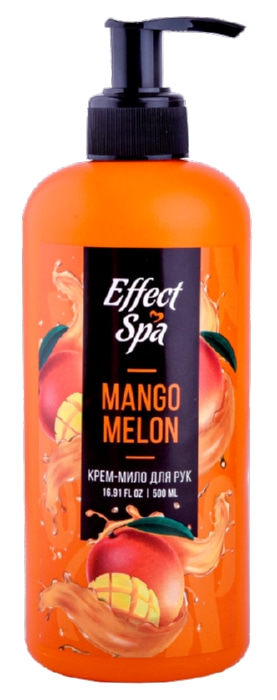 Effect
Spa
MANGO
MELON
КРЕМ-МИЛО ДЛЯ РУК
16.91 FL OZ | 500 ML